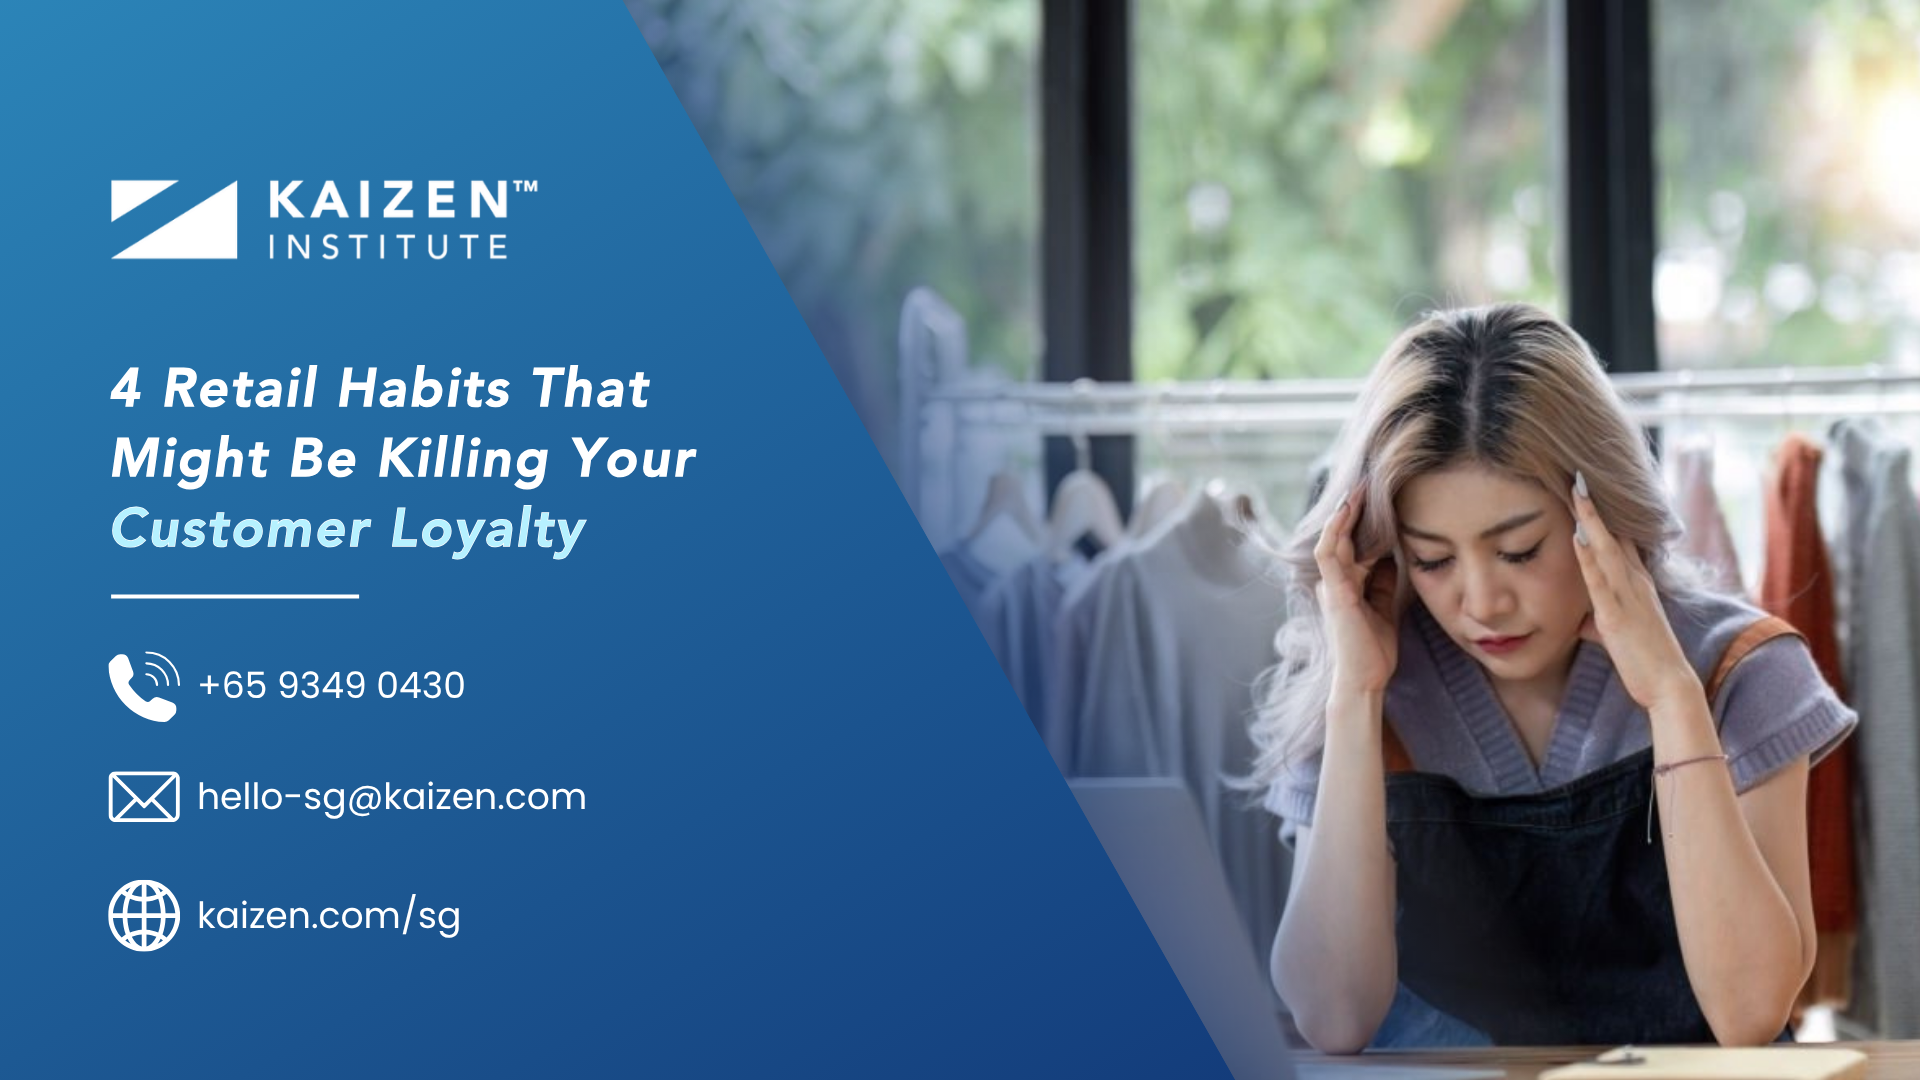 KAIZEN™
INSTITUTE
4 Retail Habits That
Might Be Killing Your
Customer Loyalty
+65 9349 0430
hello-sg@kaizen.com
kaizen.com/sg